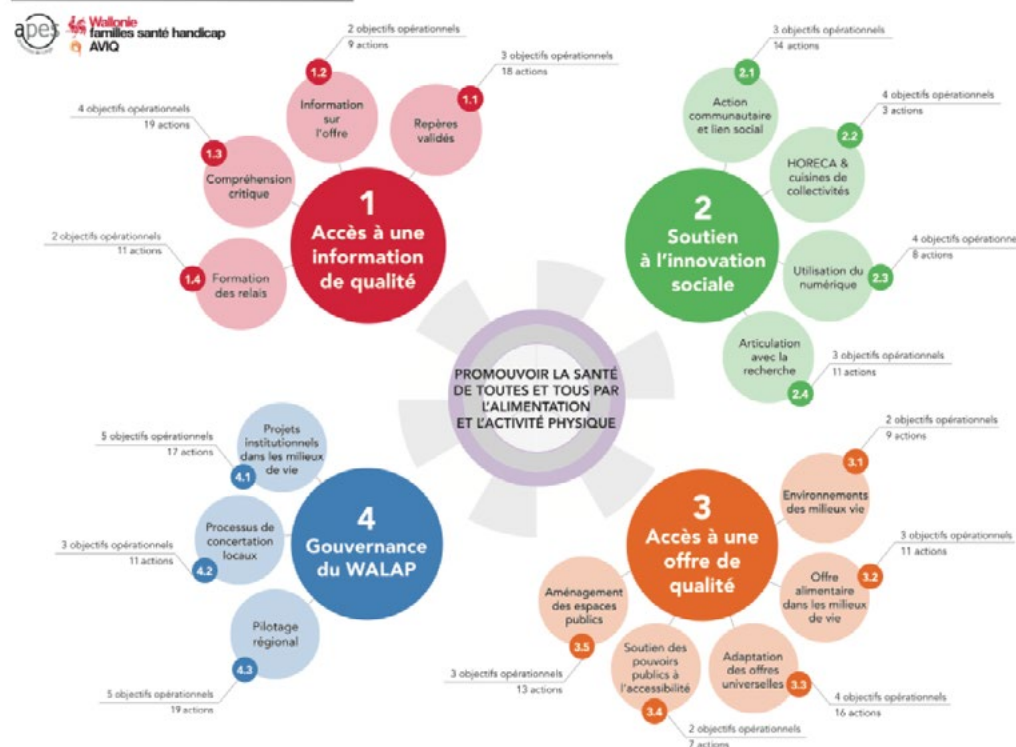 apes
Wallonie
familles santé handicap
AVIQ
2 objectifs opérationnels
9 actions
1.2
Information
sur
l'offre
3 objectifs opérationnels
18 actions
1.1
Repères
validés
4 objectifs opérationnels
19 actions
1.3
Compréhension
critique
2 objectifs opérationnels
11 actions
1.4
Formation
des relais
1
Accès à une
information
de qualité
3 objectifs opérationnels
14 actions
2.1
Action
communautaire
et lien social
4 objectifs opérationnels
3 actions
2.2
HORECA &
cuisines de
collectivités
4 objectifs opérationne
8 actions
2.3
Utilisation du
numérique
3 objectifs opérationnels
11 actions
2.4
Articulation
avec la
recherche
2
Soutien
à l'innovation
sociale
PROMOUVOIR LA SANTÉ
DE TOUTES ET TOUS PAR
L'ALIMENTATION
ET L'ACTIVITÉ PHYSIQUE
Projets
institutionnels
dans les milieux
de vie
5 objectifs opérationnels
17 actions
4.1
Processus de
concertation
locaux
3 objectifs opérationnels
11 actions
4.2
Pilotage
régional
4.3
5 objectifs opérationnels
19 actions
4
Gouvernance
du WALAP
2 objectifs opérationnels
9 actions
3.1
Environnements
des milieux vie
3 objectifs opérationnels
11 actions
3.2
Offre
alimentaire
dans les milieux
de vie
3
Accès à une
offre de
qualité
Aménagement
des espaces
publics
3.5
3 objectifs opérationnels
13 actions
Soutien des
pouvoirs
publics à
l'accessibilité
3.4
2 objectifs opérationnels
7 actions
Adaptation
des offres
universelles
3.3
4 objectifs opérationnels
16 actions